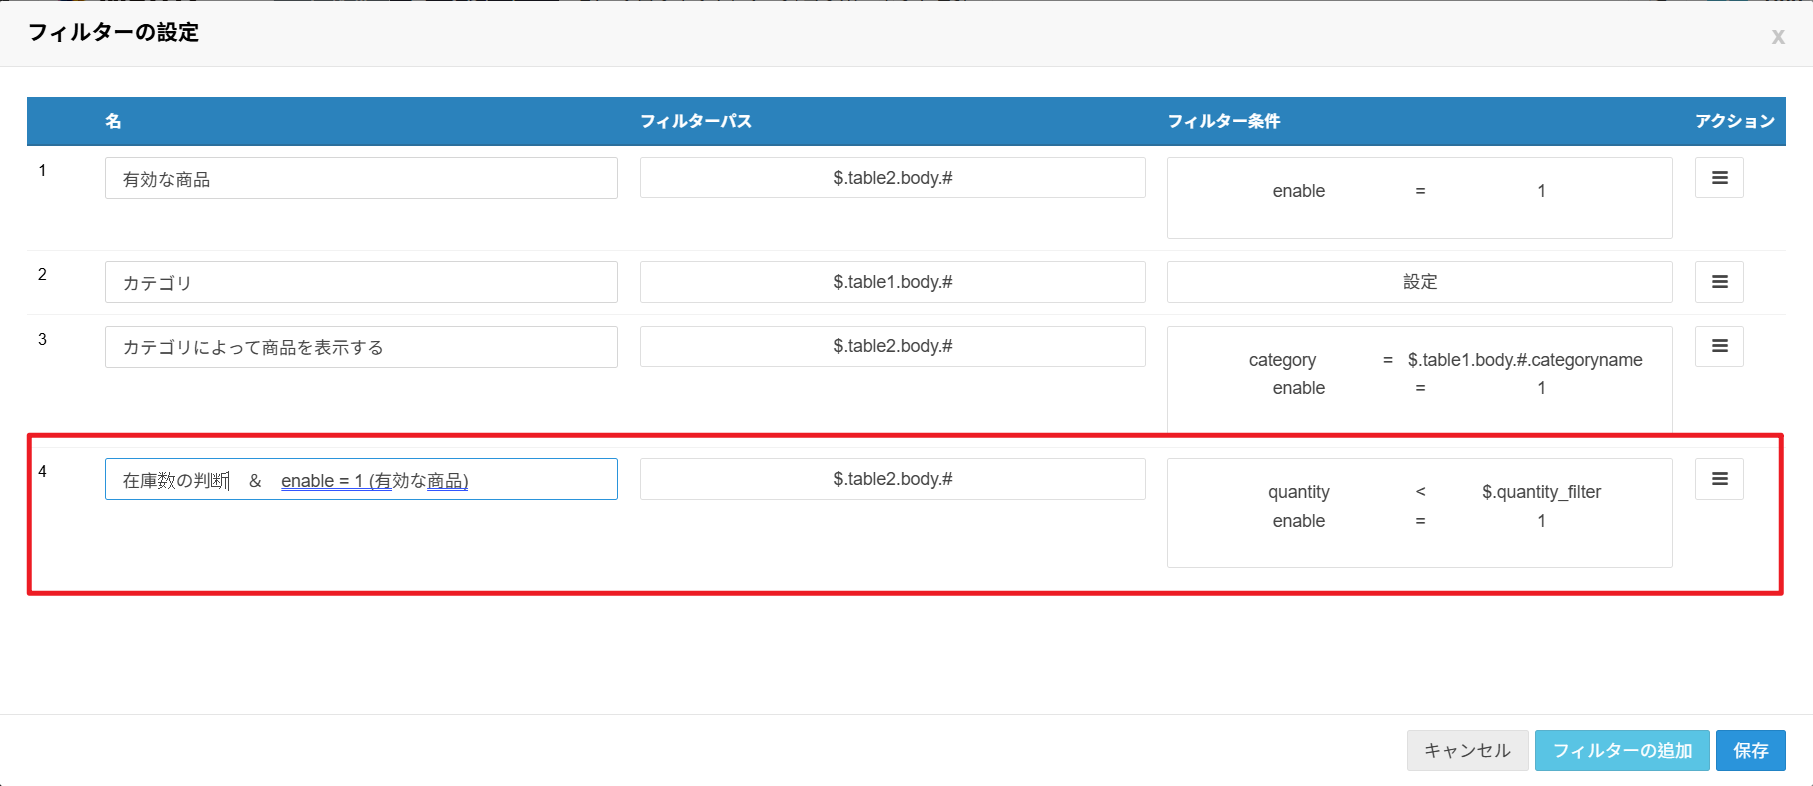 フィルターの設定
x
名 フィルターパス フィルター条件 アクション
1 有効な商品 $.table2.body.# enable = 1
2 カテゴリ $.table1.body.# 設定
3 カテゴリによって商品を表示する $.table2.body.# category = $.table1.body.#.categoryname
enable = 1
4 在庫数の判断 & enable = 1 (有効な商品) $.table2.body.# quantity < $.quantity_filter
enable = 1
キャンセル フィルターの追加 保存